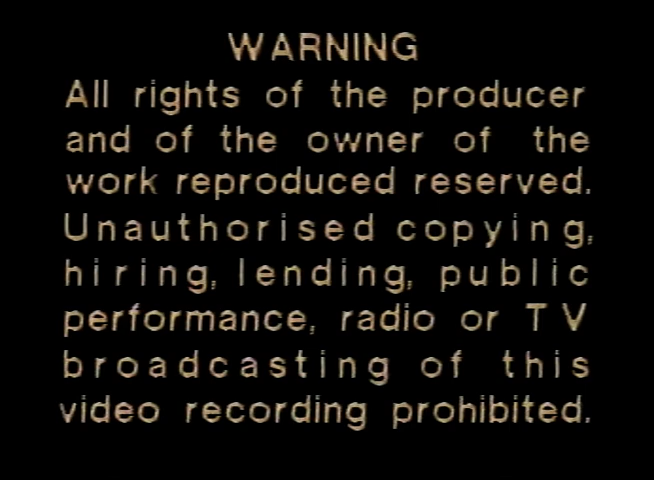 WARNING
All rights of the producer
and of the owner of the
work reproduced reserved.
Unauthorised copying,
hiring, lending, public
performance, radio or TV
broadcasting of this
video recording prohibited.